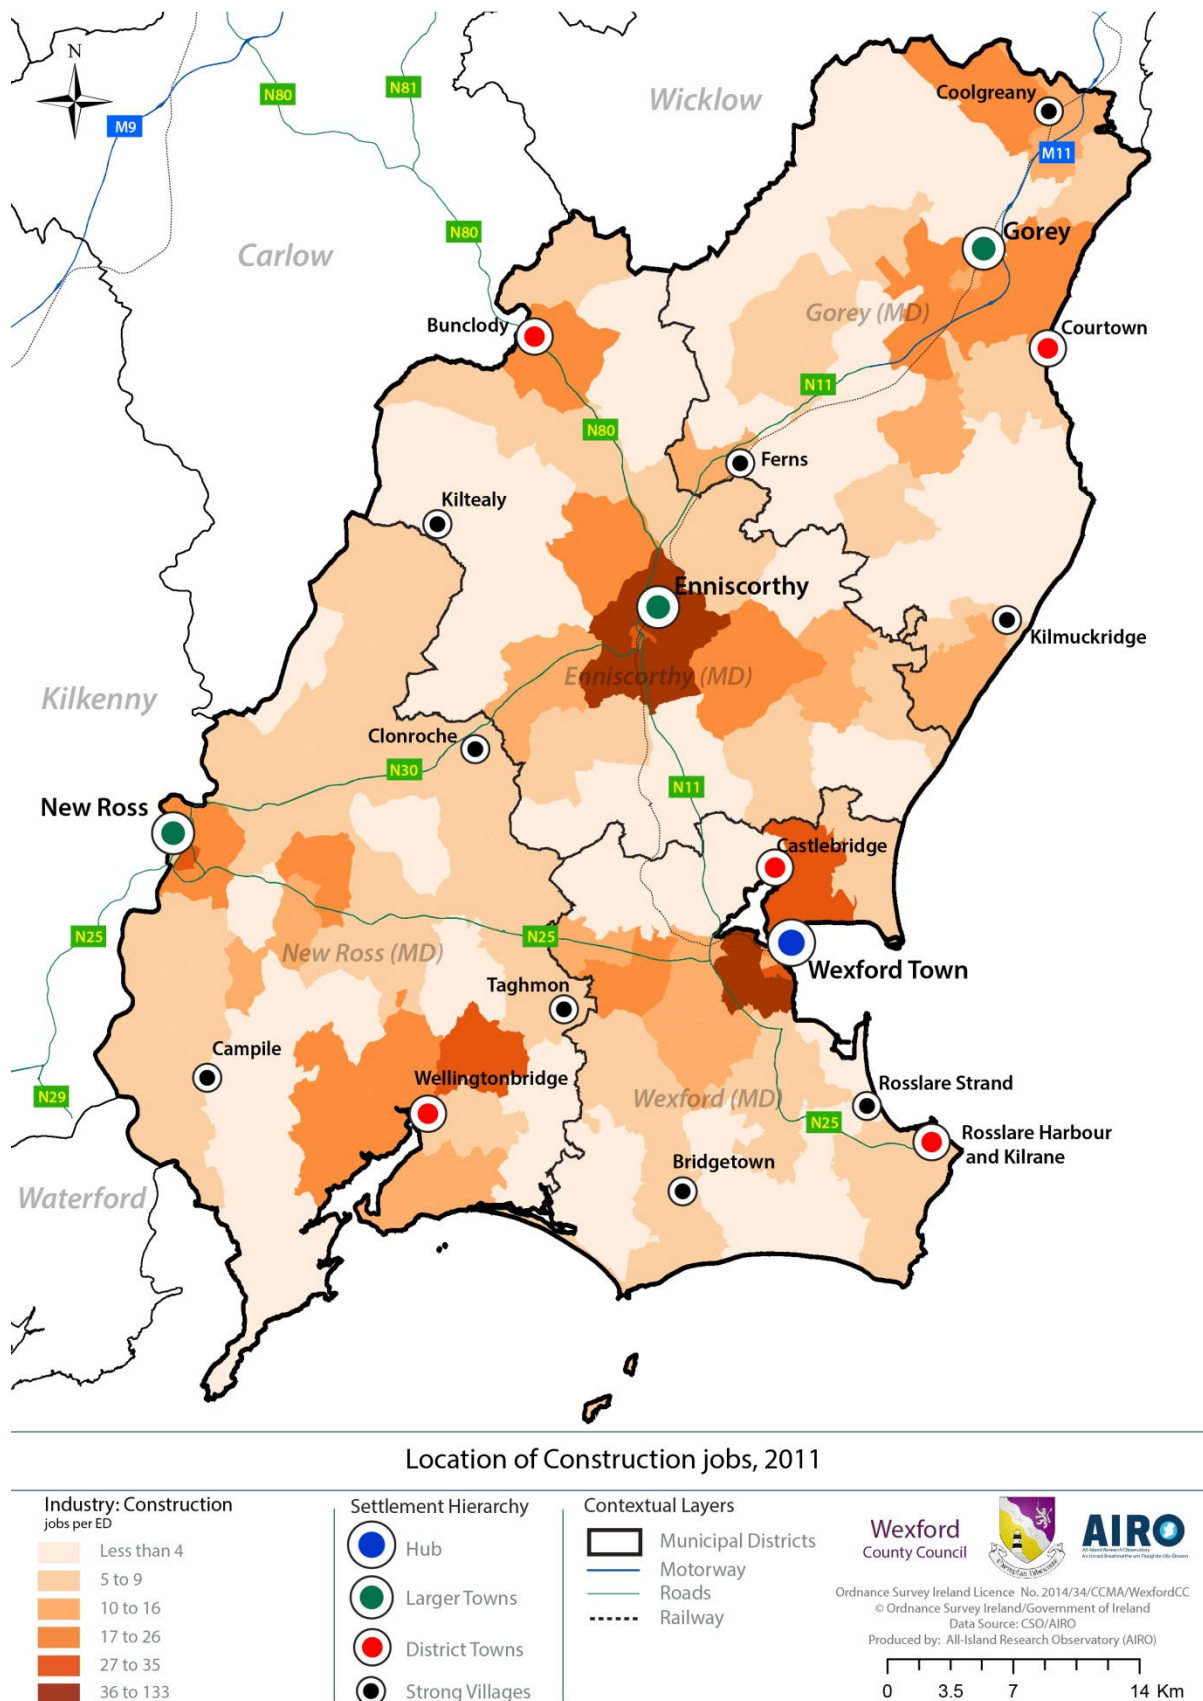 N
Wicklow
Coolgreany
N80
N81
M9
M11
N80
Gorey
Carlow
Gorey (MD)
Bunclody
Courtown
N11
N80
Ferns
Kiltealy
Enniscorthy
Kilmuckridge
Enniscorthy (MD)
Kilkenny
Clonroche
N30
N11
New Ross
Castlebridge
N25
N25
New Ross (MD)
Wexford Town
Taghmon
Campile
Wellingtonbridge
Rosslare Strand
N29
Wexford (MD)
N25
Rosslare Harbour
and Kilrane
Bridgetown
Waterford
Location of Construction jobs, 2011
Industry: Construction
jobs per ED
Less than 4
5 to 9
10 to 16
17 to 26
27 to 35
36 to 133
Settlement Hierarchy
Hub
Larger Towns
District Towns
Strong Villages
Contextual Layers
Municipal Districts
Motorway
Roads
Railway
Wexford
County Council
AIRO
All-Island Research Observatory
Ordnance Survey Ireland Licence No. 2014/34/CCMA/WexfordCC
© Ordnance Survey Ireland/Government of Ireland
Data Source: CSO/AIRO
Produced by: All-Island Research Observatory (AIRO)
0 3.5 7 14 Km